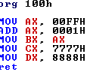 org 100h
MOV AX, 00FFH
ADD AX, 0001H
MOV BX, AX
MOV CX, 7777H
MOV DX, 8888H
ret